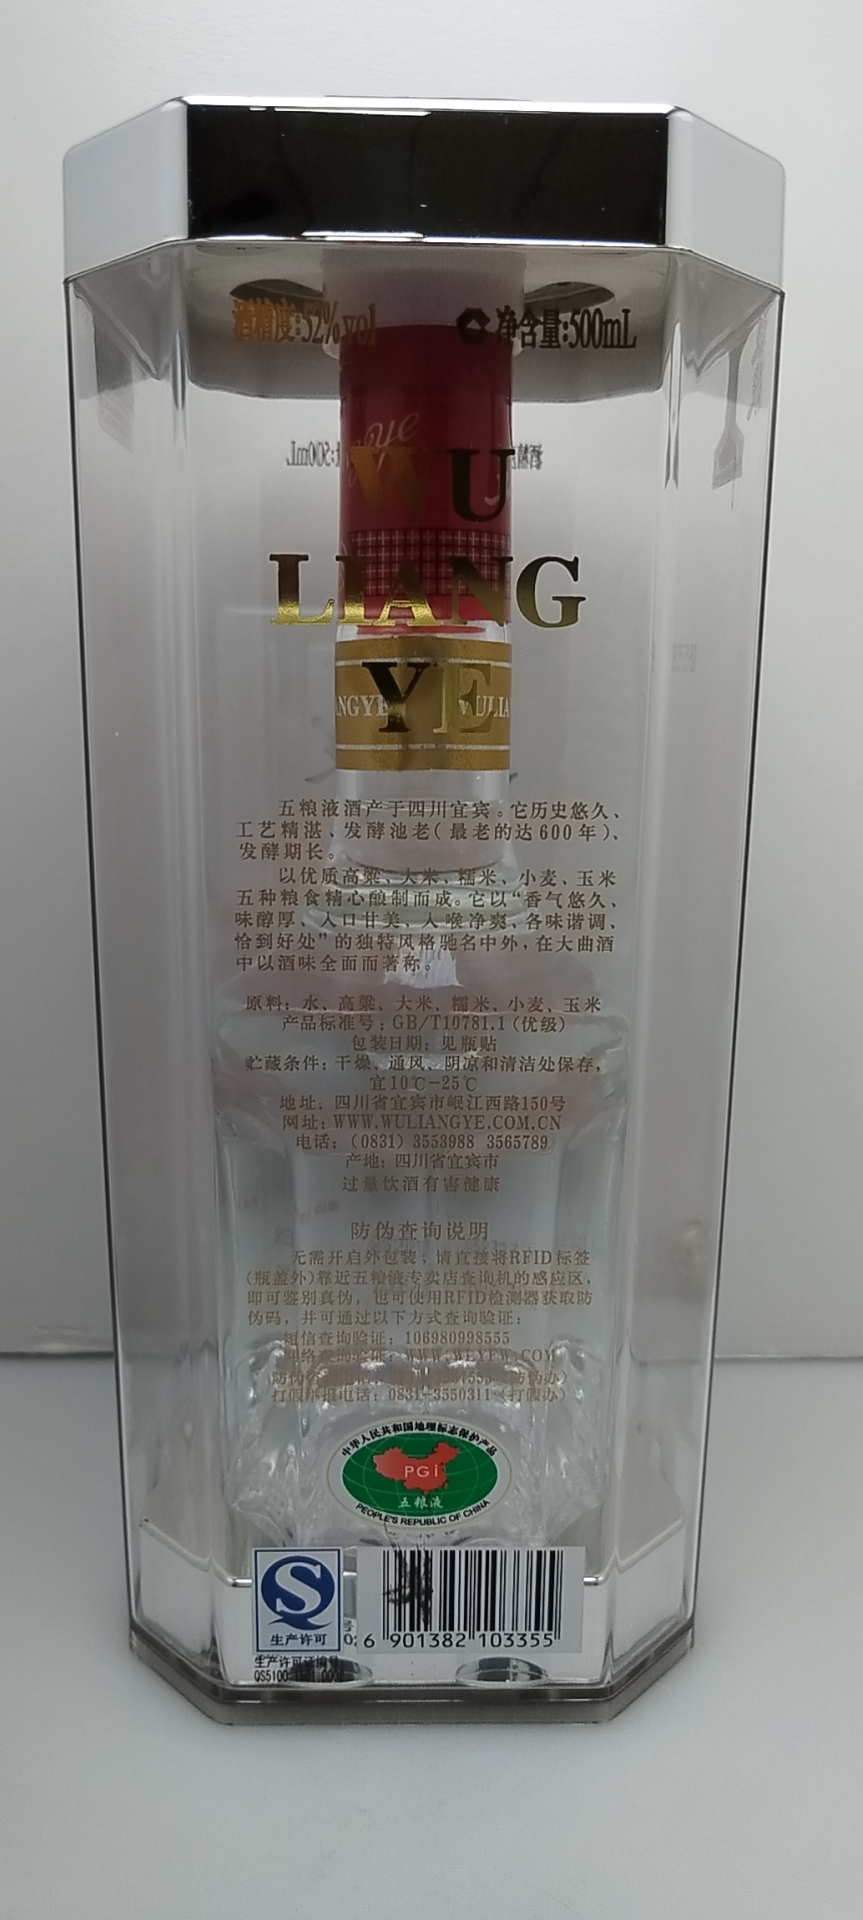 酒精度:52%vol 净含量:500mL
WU
LIANG
YE
五粮液酒产于四川宜宾。它历史悠久、
工艺精湛、发酵池老(最老的达600年)、
发酵期长。
以优质高粱、大米、糯米、小麦、玉米
五种粮食精心酿制而成。它以“香气悠久、
味醇厚、入口甘美、入喉净爽、各味谐调、
恰到好处”的独特风格驰名中外,在大曲酒
中以酒味全面而著称。
原料:水、高粱、大米、糯米、小麦、玉米
产品标准号:GB/T10781.1(优级)
包装日期:见瓶贴
贮藏条件:干燥、通风、阴凉和清洁处保存,
宜10℃-25℃
地址:四川省宜宾市岷江西路150号
网址:WWW.WULIANGYE.COM.CN
电话:(0831) 3553988 3565789
产地:四川省宜宾市
过量饮酒有害健康
防伪查询说明
无需开启外包装,请直接将RFID标签
(瓶盖外)靠近五粮液专卖店查询机的感应区,
即可鉴别真伪,也可使用RFID检测器获取防
伪码,并可通过以下方式查询验证:
短信查询验证:106980998555
网络查询验证:WWW.WLYFW.COM
打假举报电话:0831-3550311(打假办)
中华人民共和国地理标志保护产品
PGi
五粮液
PEOPLE'S REPUBLIC OF CHINA
生产许可
6 901382 103355
生产许可证编号